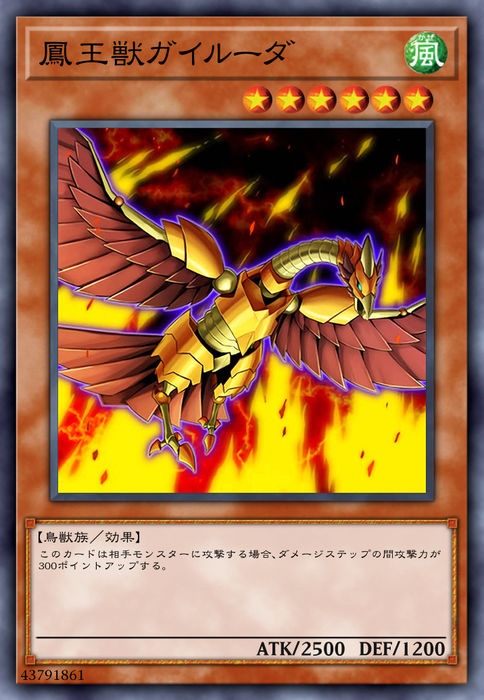 鳳王獣ガイルーダ
かぜ
風
【鳥獣族／効果】
このカードは相手モンスターに攻撃する場合、ダメージステップの間攻撃力が
300ポイントアップする。
ATK/2500 DEF/1200
43791861